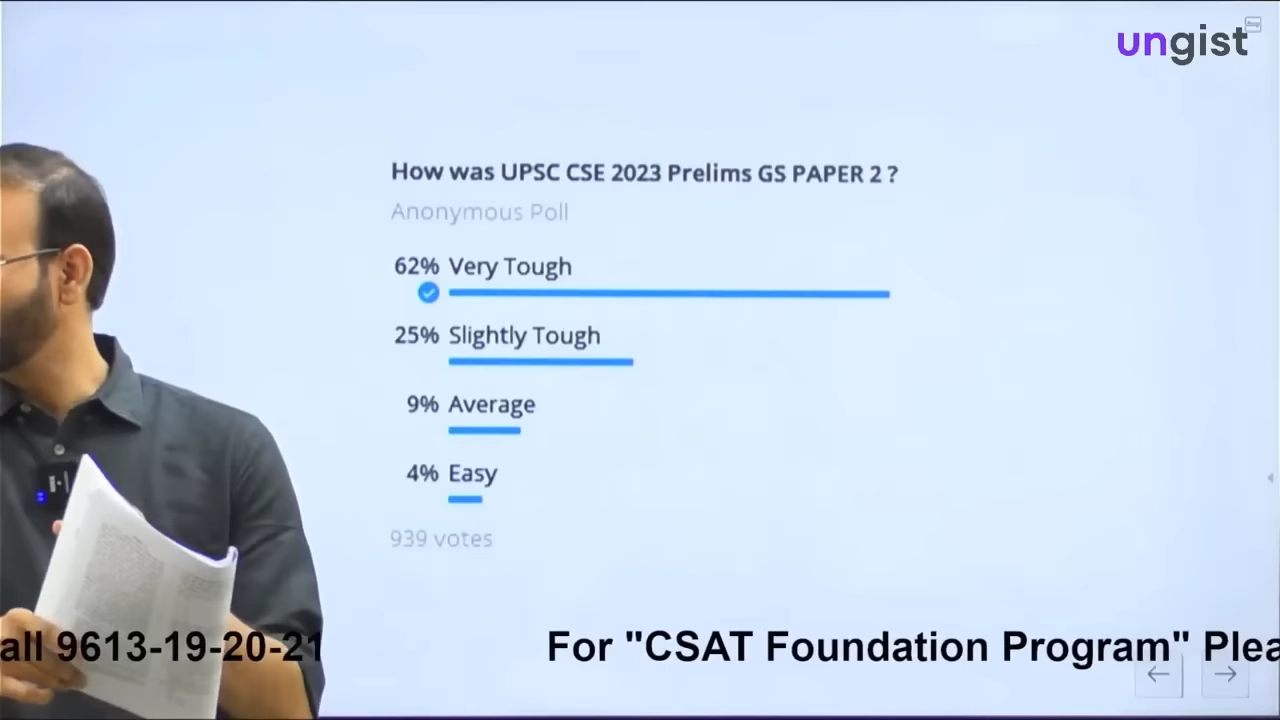 ungist
How was UPSC CSE 2023 Prelims GS PAPER 2 ?
Anonymous Poll
62% Very Tough
25% Slightly Tough
9% Average
4% Easy
939 votes
all 9613-19-20-21
For "CSAT Foundation Program" Plea